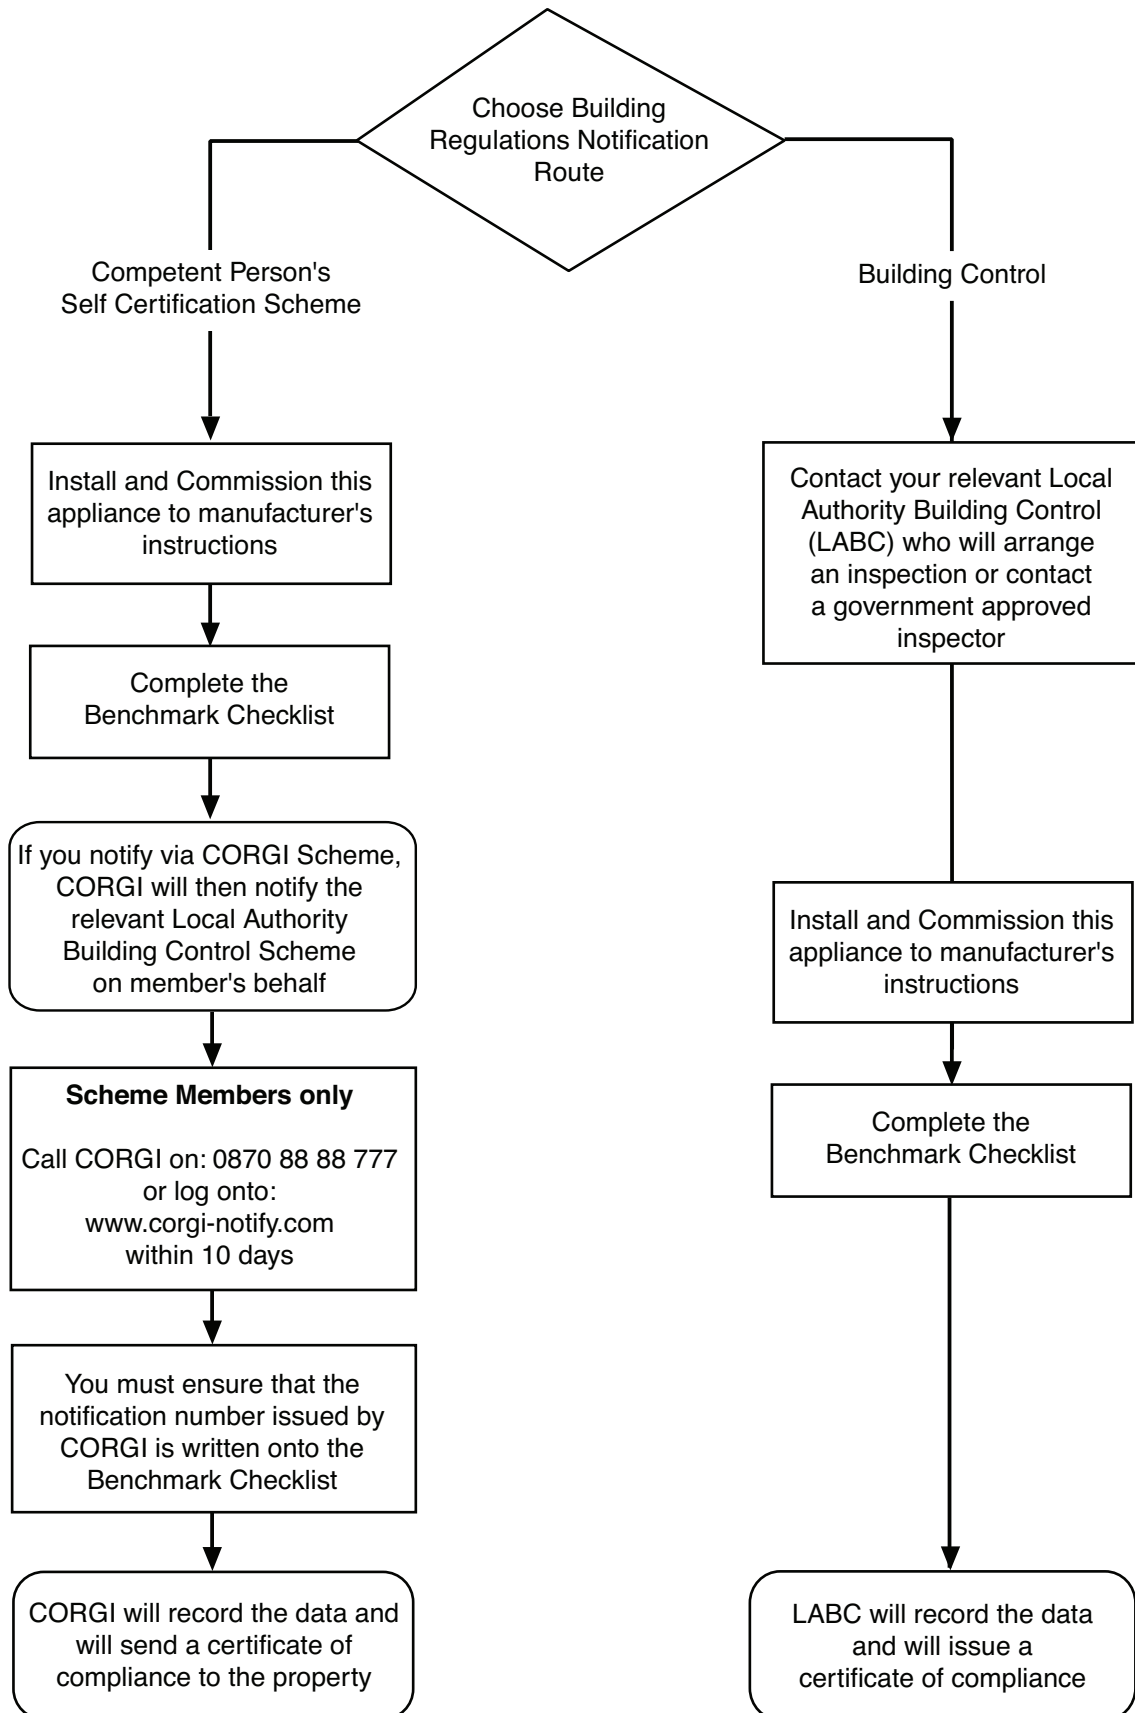 Choose Building
Regulations Notification
Route
Competent Person's
Self Certification Scheme
Building Control
Install and Commission this
appliance to manufacturer's
instructions
Complete the
Benchmark Checklist
If you notify via CORGI Scheme,
CORGI will then notify the
relevant Local Authority
Building Control Scheme
on member's behalf
Scheme Members only
Call CORGI on: 0870 88 88 777
or log onto:
www.corgi-notify.com
within 10 days
You must ensure that the
notification number issued by
CORGI is written onto the
Benchmark Checklist
CORGI will record the data and
will send a certificate of
compliance to the property
Contact your relevant Local
Authority Building Control
(LABC) who will arrange
an inspection or contact
a government approved
inspector
Install and Commission this
appliance to manufacturer's
instructions
Complete the
Benchmark Checklist
LABC will record the data
and will issue a
certificate of compliance